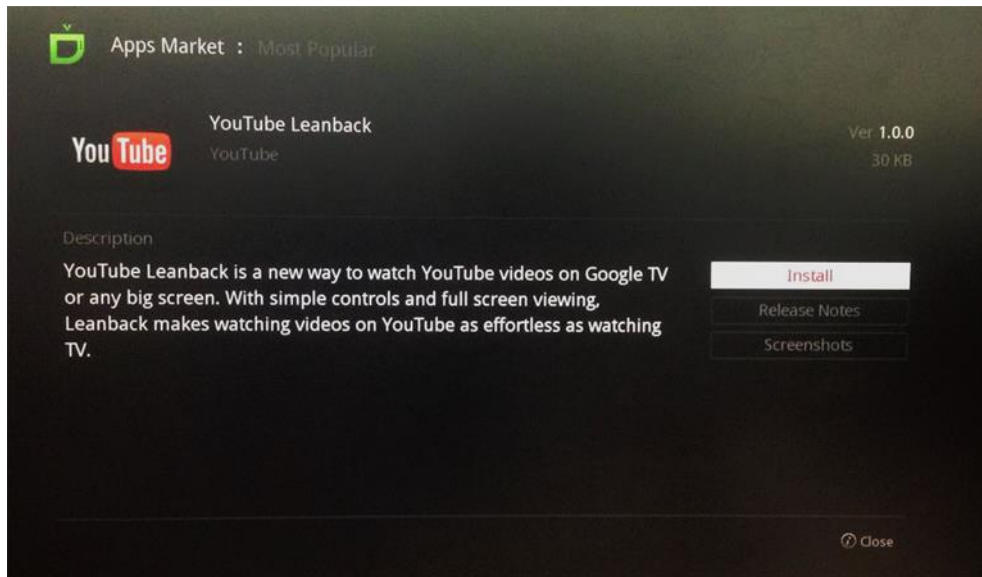 Apps Market : Most Popular
YouTube Leanback
YouTube
YouTube
Ver 1.0.0
30 KB
Description
YouTube Leanback is a new way to watch YouTube videos on Google TV
or any big screen. With simple controls and full screen viewing,
Leanback makes watching videos on YouTube as effortless as watching
TV.
Install
Release Notes
Screenshots
Close